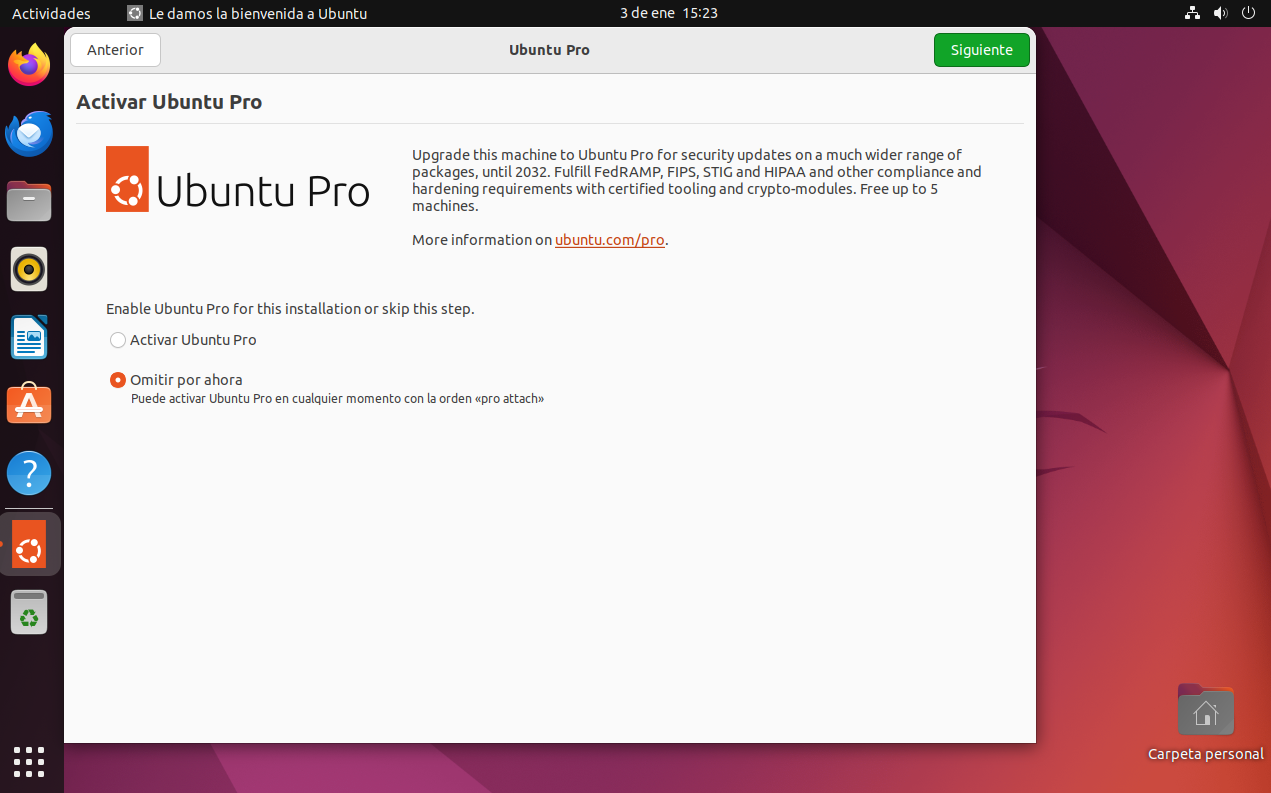 Actividades
Le damos la bienvenida a Ubuntu
3 de ene 15:23
Anterior
Ubuntu Pro
Siguiente
Activar Ubuntu Pro
Ubuntu Pro
Upgrade this machine to Ubuntu Pro for security updates on a much wider range of
packages, until 2032. Fulfill FedRAMP, FIPS, STIG and HIPAA and other compliance and
hardening requirements with certified tooling and crypto-modules. Free up to 5
machines.
More information on ubuntu.com/pro.
Enable Ubuntu Pro for this installation or skip this step.
Activar Ubuntu Pro
Omitir por ahora
Puede activar Ubuntu Pro en cualquier momento con la orden «pro attach»
Carpeta personal